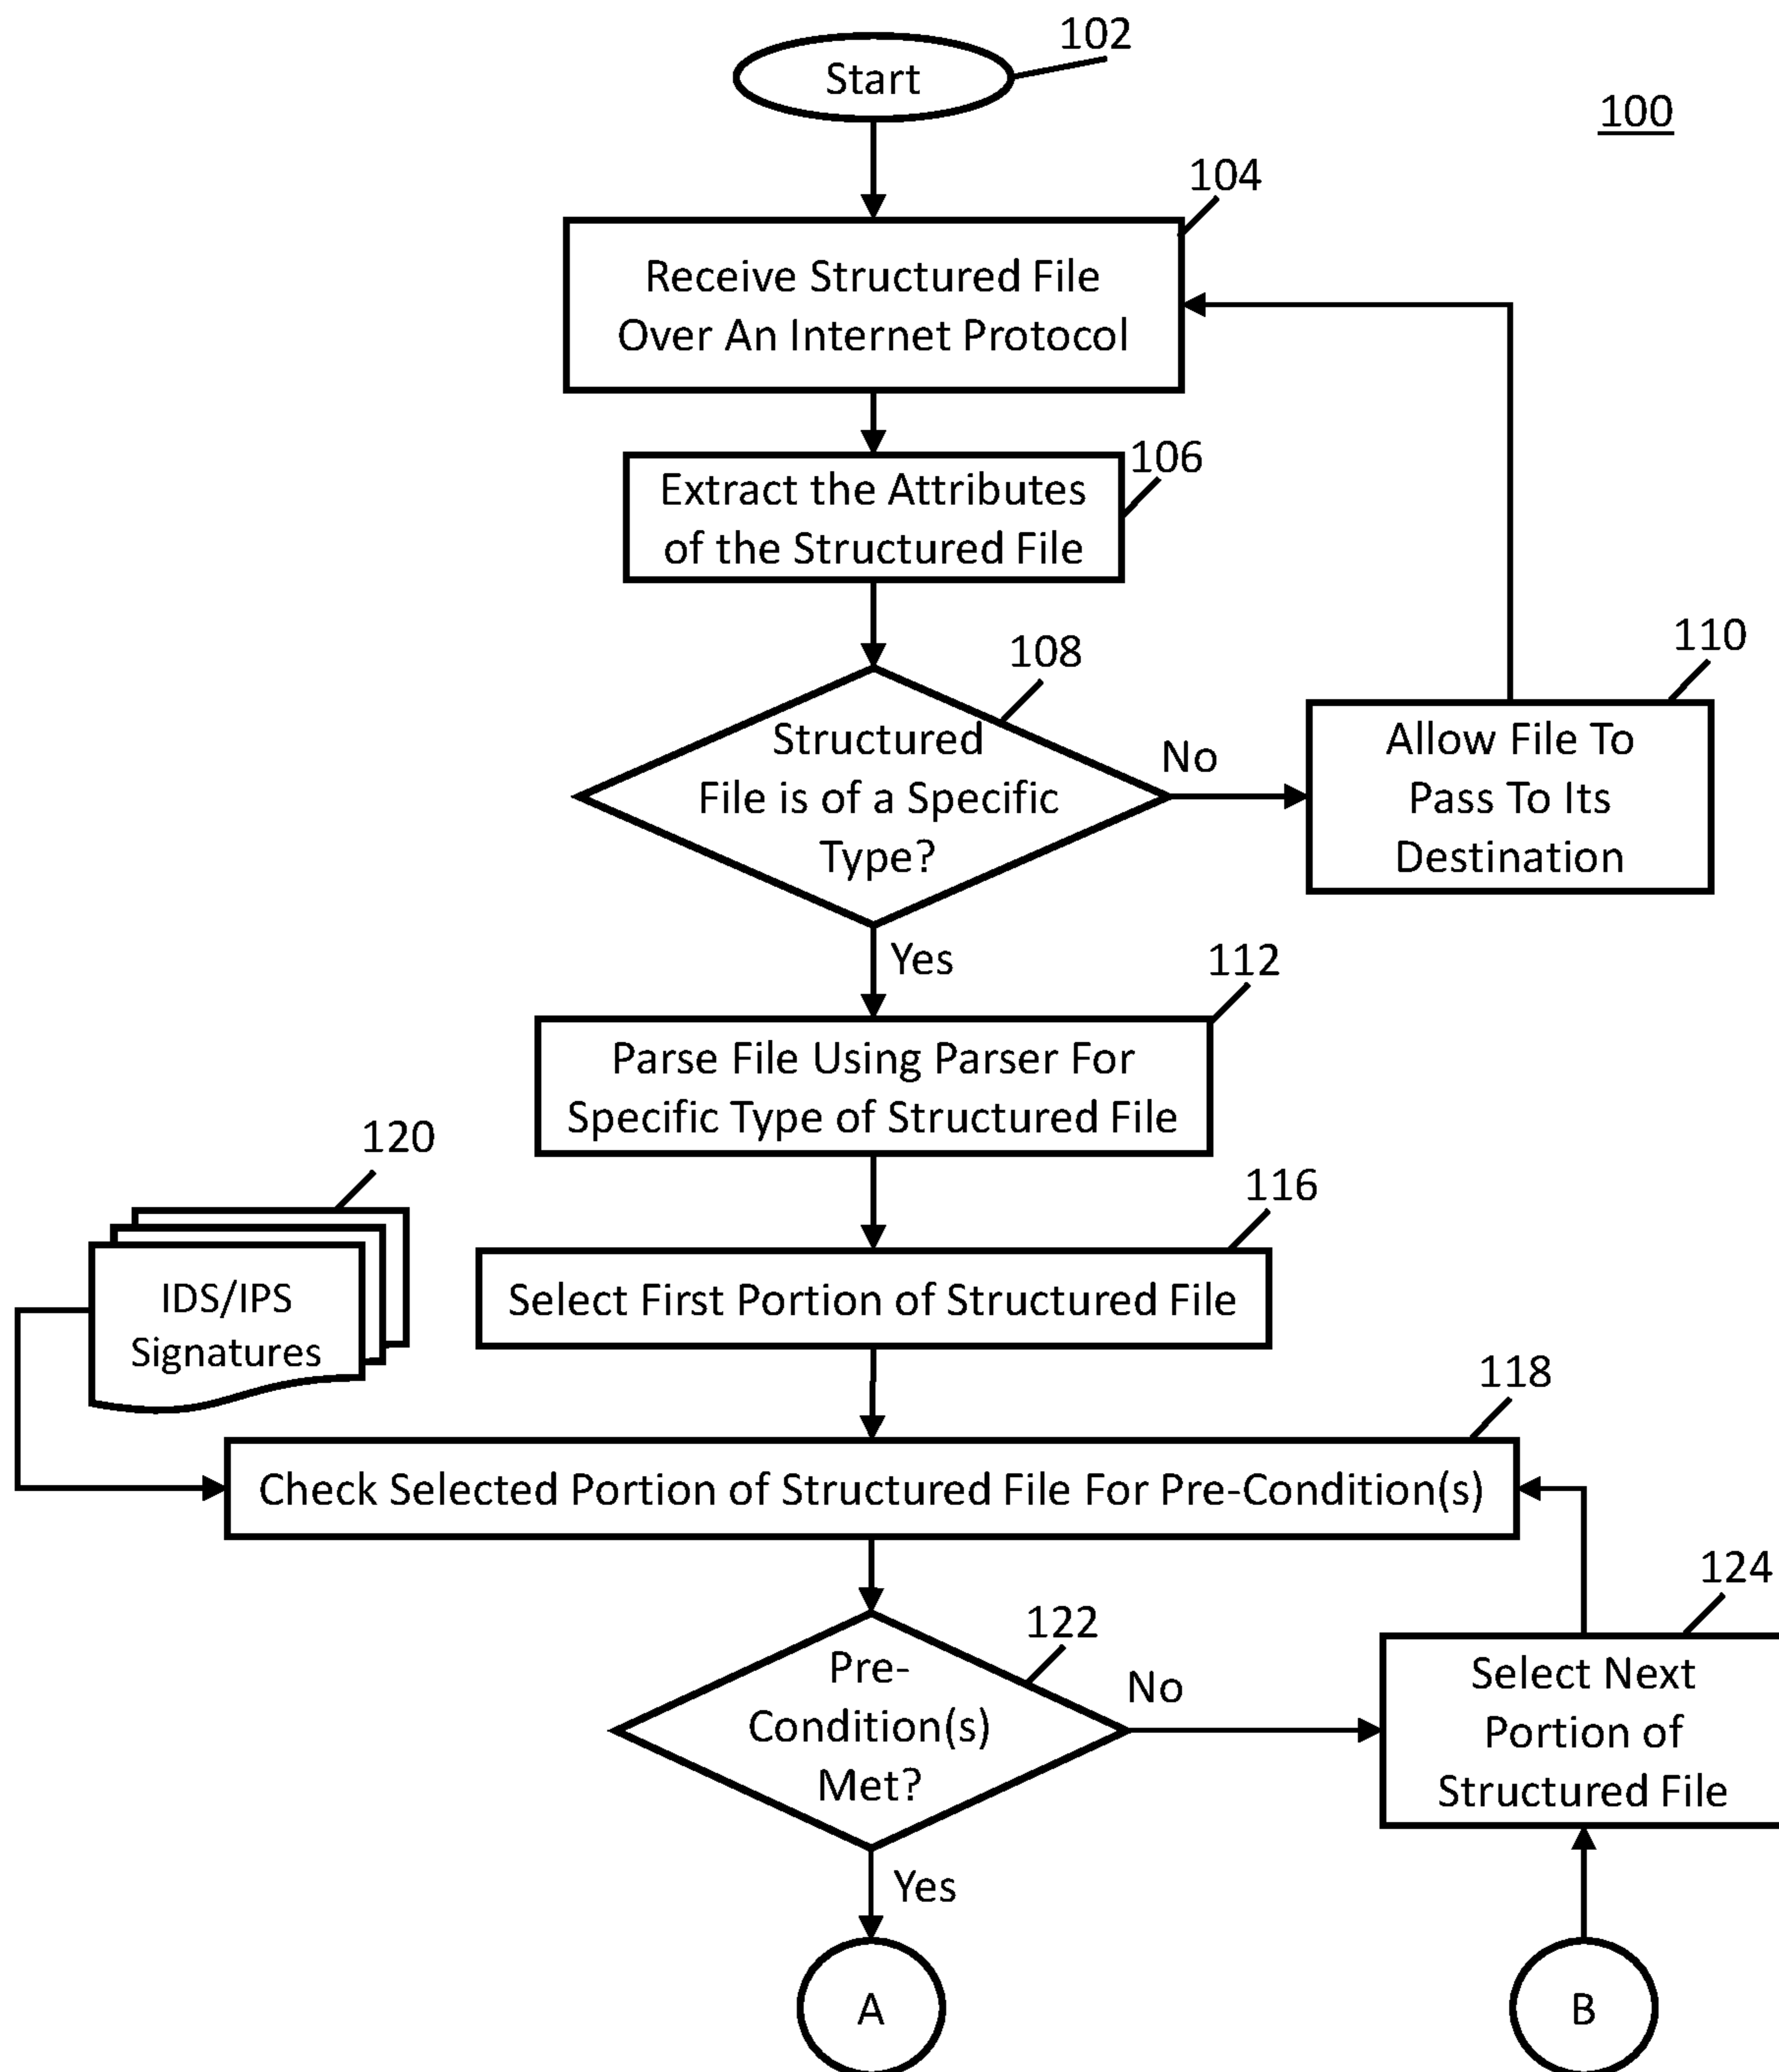 102
Start
100
104
Receive Structured File
Over An Internet Protocol
106
Extract the Attributes
of the Structured File
108
Structured
File is of a Specific
Type?
No
110
Allow File To
Pass To Its
Destination
Yes
112
Parse File Using Parser For
Specific Type of Structured File
120
IDS/IPS
Signatures
116
Select First Portion of Structured File
118
Check Selected Portion of Structured File For Pre-Condition(s)
122
Pre-
Condition(s)
Met?
No
124
Select Next
Portion of
Structured File
Yes
A
B